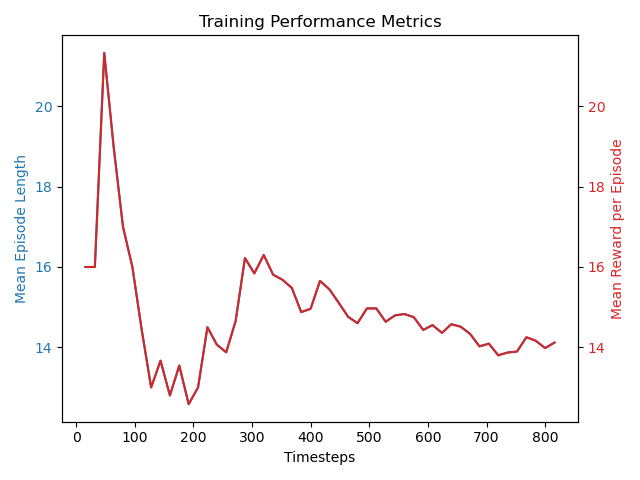 Training Performance Metrics
Mean Episode Length
20
18
16
14
20
18
16
14
Mean Reward per Episode
0 100 200 300 400 500 600 700 800
Timesteps